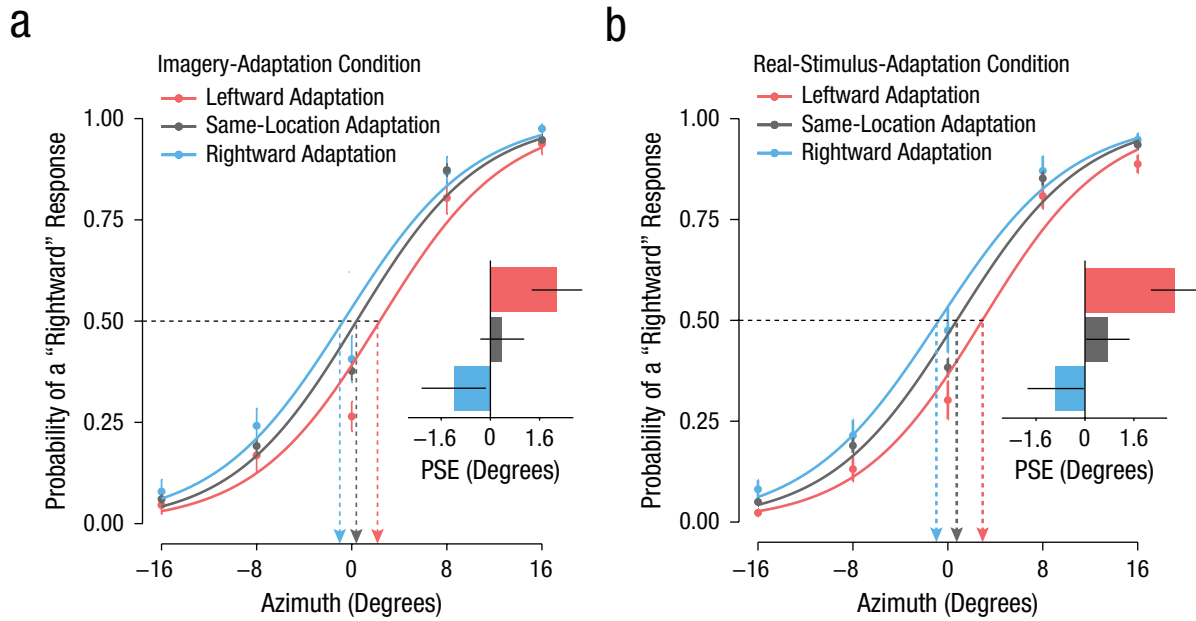 a
Imagery-Adaptation Condition
Leftward Adaptation
Same-Location Adaptation
Rightward Adaptation
Probability of a “Rightward” Response
1.00
0.75
0.50
0.25
0.00
−16
−8
0
8
16
Azimuth (Degrees)
−1.6
0
1.6
PSE (Degrees)
b
Real-Stimulus-Adaptation Condition
Leftward Adaptation
Same-Location Adaptation
Rightward Adaptation
Probability of a “Rightward” Response
1.00
0.75
0.50
0.25
0.00
−16
−8
0
8
16
Azimuth (Degrees)
−1.6
0
1.6
PSE (Degrees)